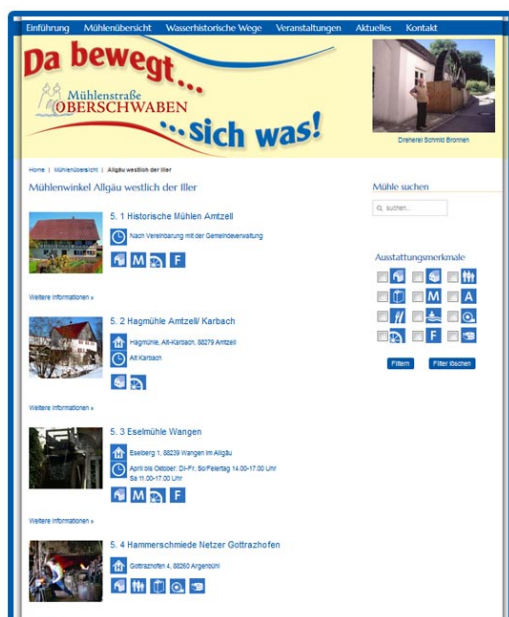 Einführung Mühlenübersicht Wasserhistorische Wege Veranstaltungen Aktuelles Kontakt
Da bewegt...
Mühlenstraße
OBERSCHWABEN
...sich was!
Dreherei Schmid Bronnen
Home | Mühlenübersicht | Allgäu westlich der Iller
Mühlenwinkel Allgäu westlich der Iller
5. 1 Historische Mühlen Amtzell
Nach Vereinbarung mit der Gemeindeverwaltung
M F
Weitere Informationen »
5. 2 Hagmühle Amtzell/ Karbach
Hagmühle, Alt-Karbach, 88279 Amtzell
Alt Karbach
Weitere Informationen »
5. 3 Eselmühle Wangen
Eselberg 1, 88239 Wangen im Allgäu
April bis Oktober: Di-Fr, So/Feiertag 14.00-17.00 Uhr
Sa 11.00-17.00 Uhr
M F
Weitere Informationen »
5. 4 Hammerschmiede Netzer Gottrazhofen
Gottrazhofen 4, 88260 Argenbühl
Mühle suchen
suchen...
Ausstattungsmerkmale
M A
F
Filtern Filter löschen